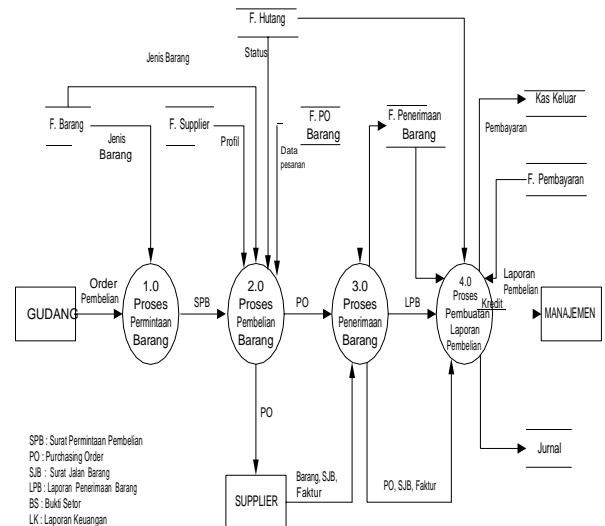 F. Hutang
Jenis Barang
Status
F. Barang
Jenis
Barang
F. Supplier
Profil
F. PO
Barang
Data
pesanan
F. Penerimaan
Barang
Kas Keluar
Pembayaran
F. Pembayaran
GUDANG
Order
Pembelian
1.0
Proses
Permintaan
Barang
SPB
2.0
Proses
Pembelian
Barang
PO
3.0
Proses
Penerimaan
Barang
LPB
4.0
Proses
Pembuatan
Laporan
Pembelian
Kredit
Laporan
Pembelian
MANAJEMEN
PO
SUPPLIER
Barang, SJB,
Faktur
PO, SJB, Faktur
Jurnal
SPB : Surat Permintaan Pembelian
PO : Purchasing Order
SJB : Surat Jalan Barang
LPB : Laporan Penerimaan Barang
BS : Bukti Setor
LK : Laporan Keuangan